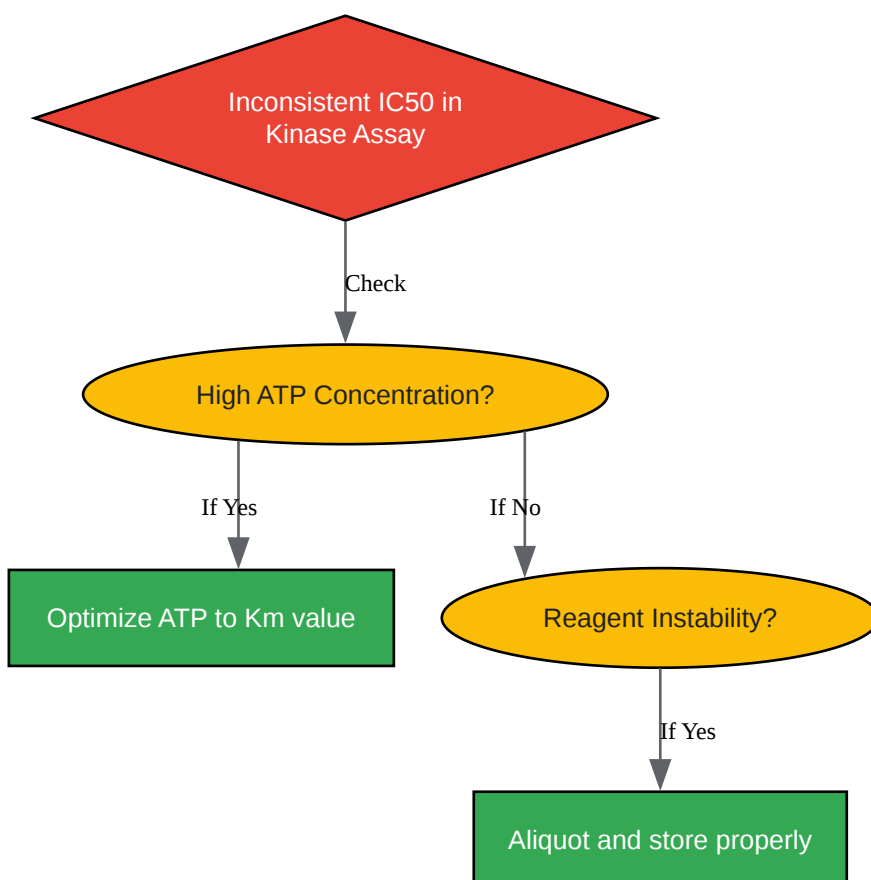 Inconsistent IC50 in
Kinase Assay
Check
High ATP Concentration?
If Yes
If No
Optimize ATP to Km value
Reagent Instability?
If Yes
Aliquot and store properly